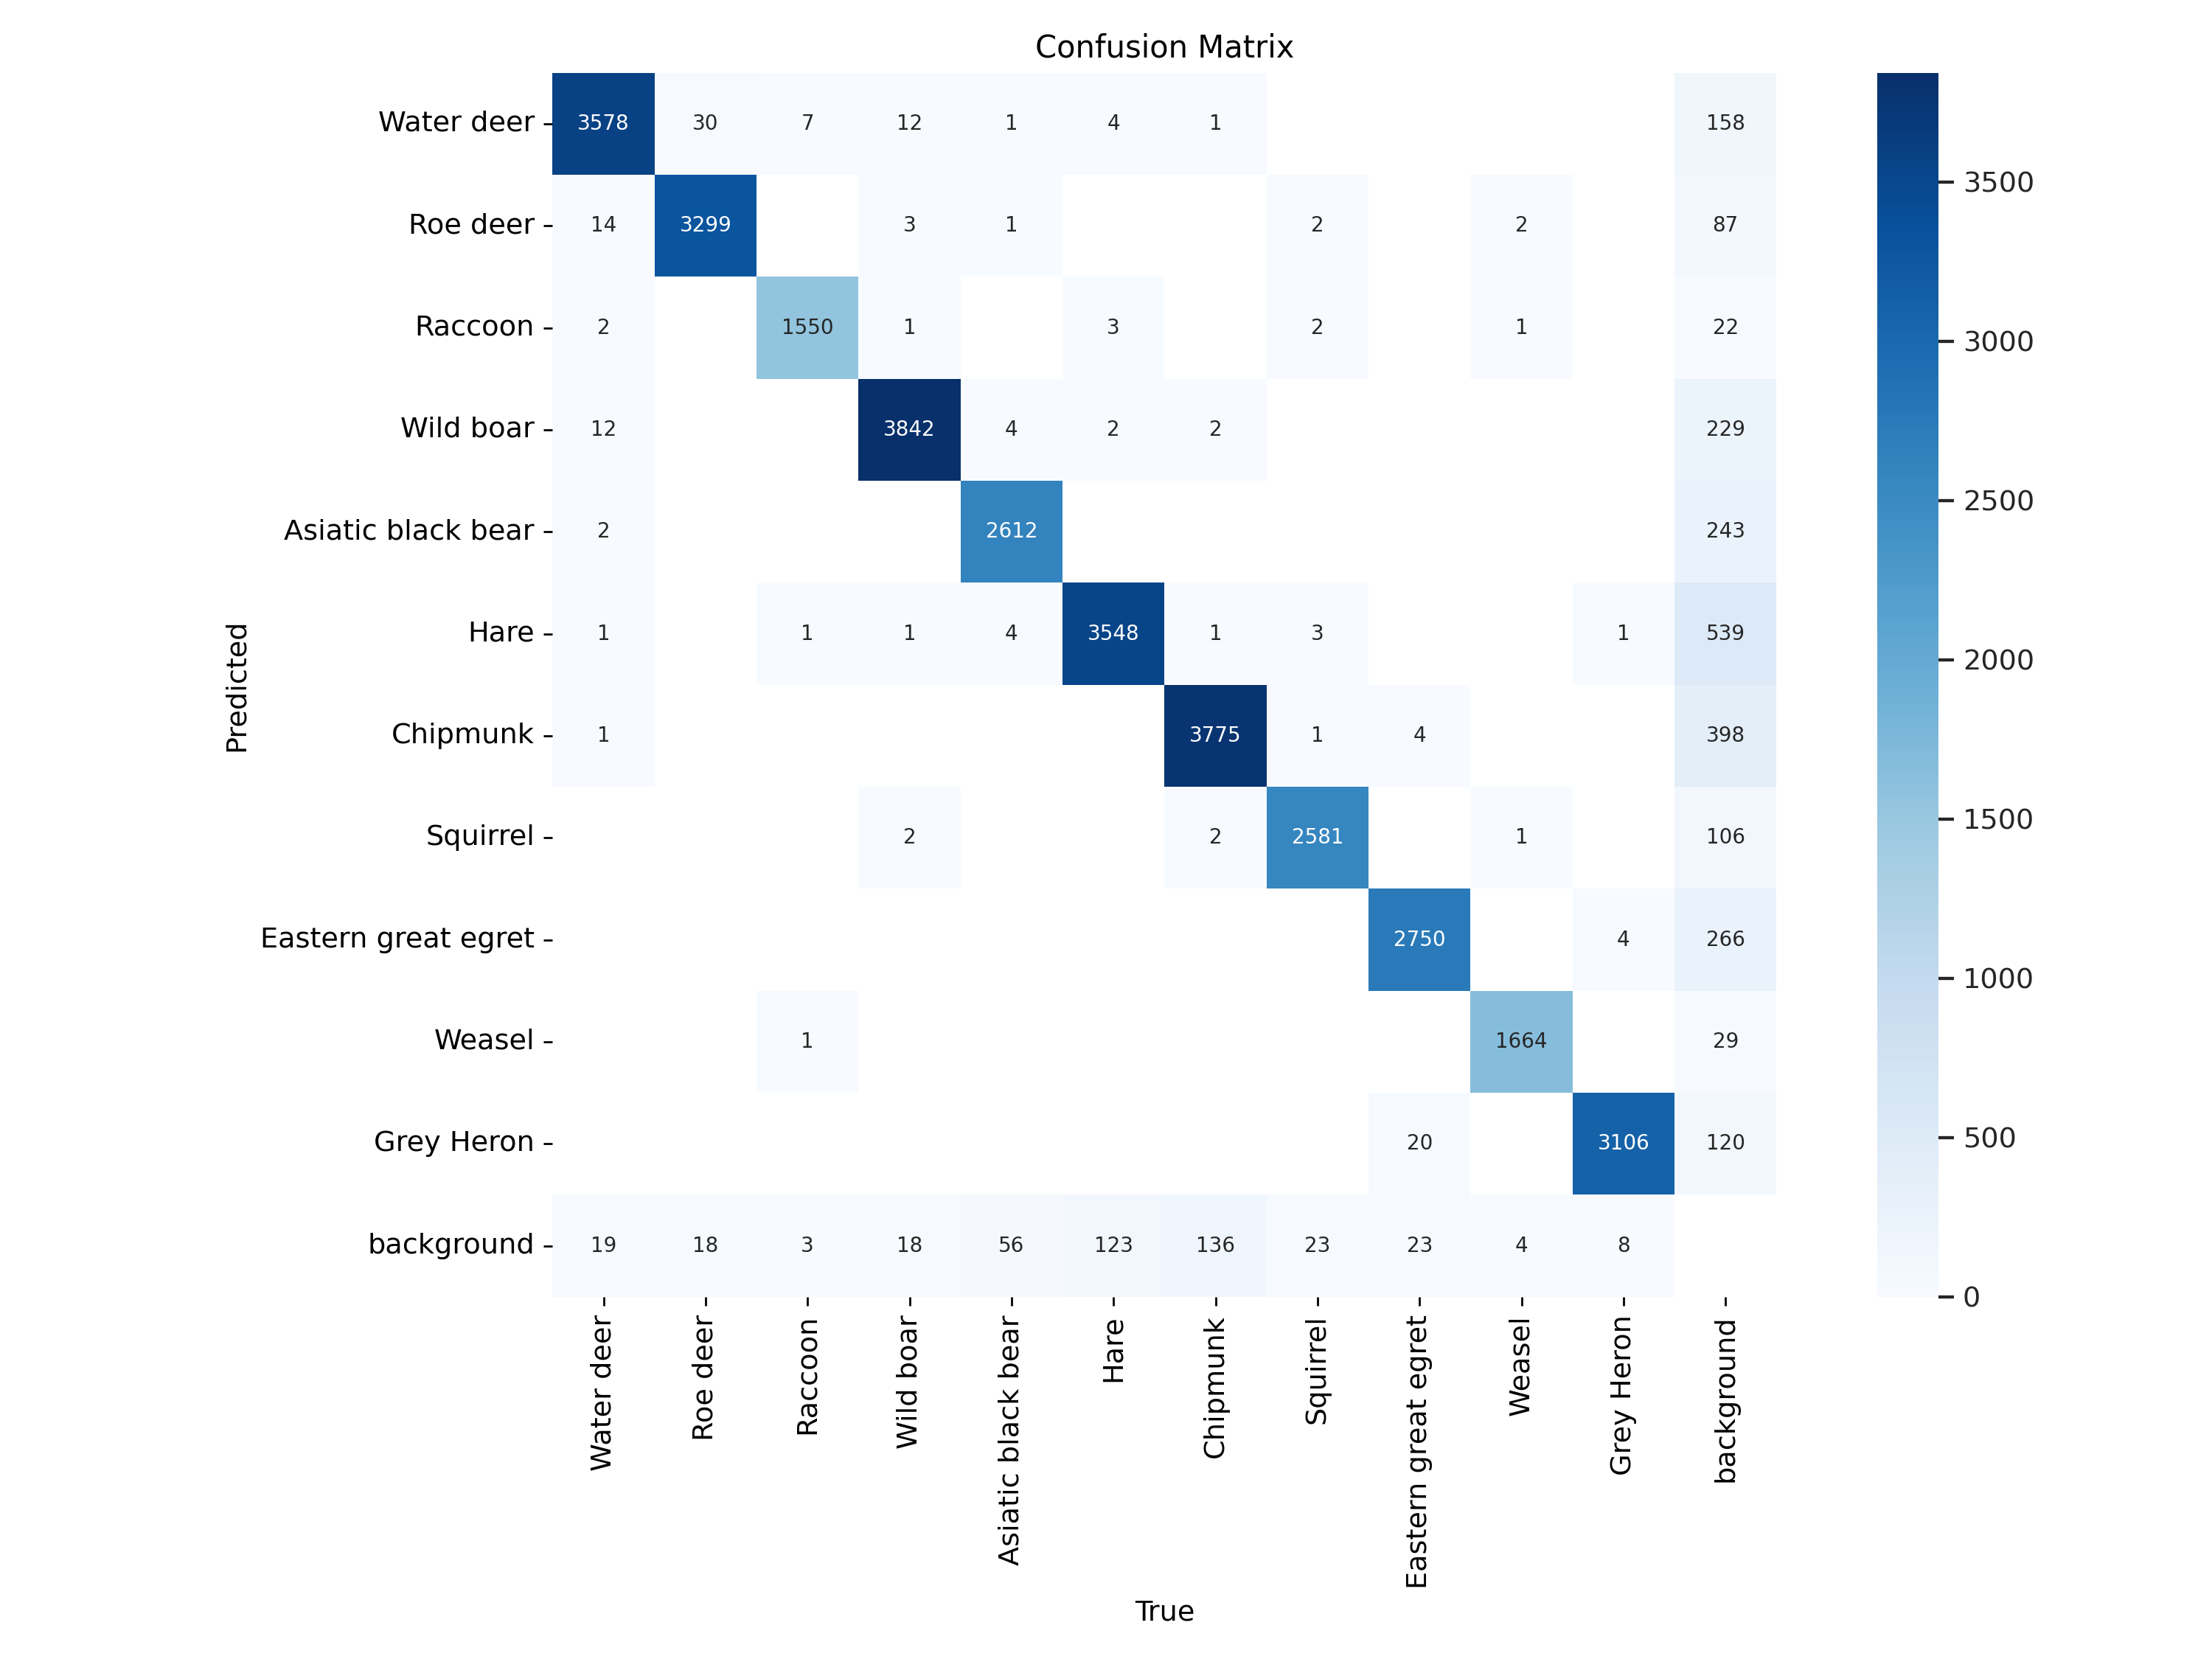 Confusion Matrix
Water deer 3578 30 7 12 1 4 1 158
Roe deer 14 3299 3 1 2 2 87
Raccoon 2 1550 1 3 2 1 22
Wild boar 12 3842 4 2 2 229
Asiatic black bear 2 2612 243
Hare 1 1 1 4 3548 1 3 1 539
Chipmunk 1 3775 1 4 398
Squirrel 2 2 2581 1 106
Eastern great egret 2750 4 266
Weasel 1 1664 29
Grey Heron 20 3106 120
background 19 18 3 18 56 123 136 23 23 4 8
Predicted
Water deer
Roe deer
Raccoon
Wild boar
Asiatic black bear
Hare
Chipmunk
Squirrel
Eastern great egret
Weasel
Grey Heron
background
True
3500
3000
2500
2000
1500
1000
500
0